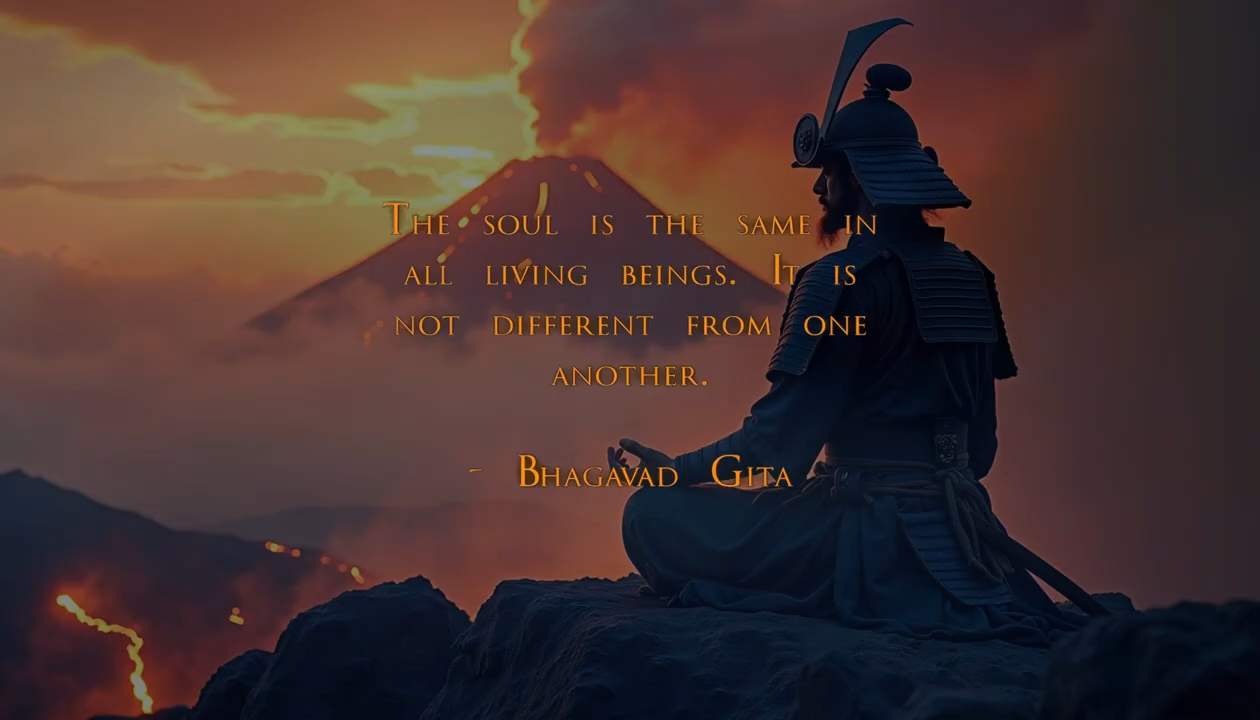 The soul is the same in
all living beings. It is
not different from one
another.
- Bhagavad Gita